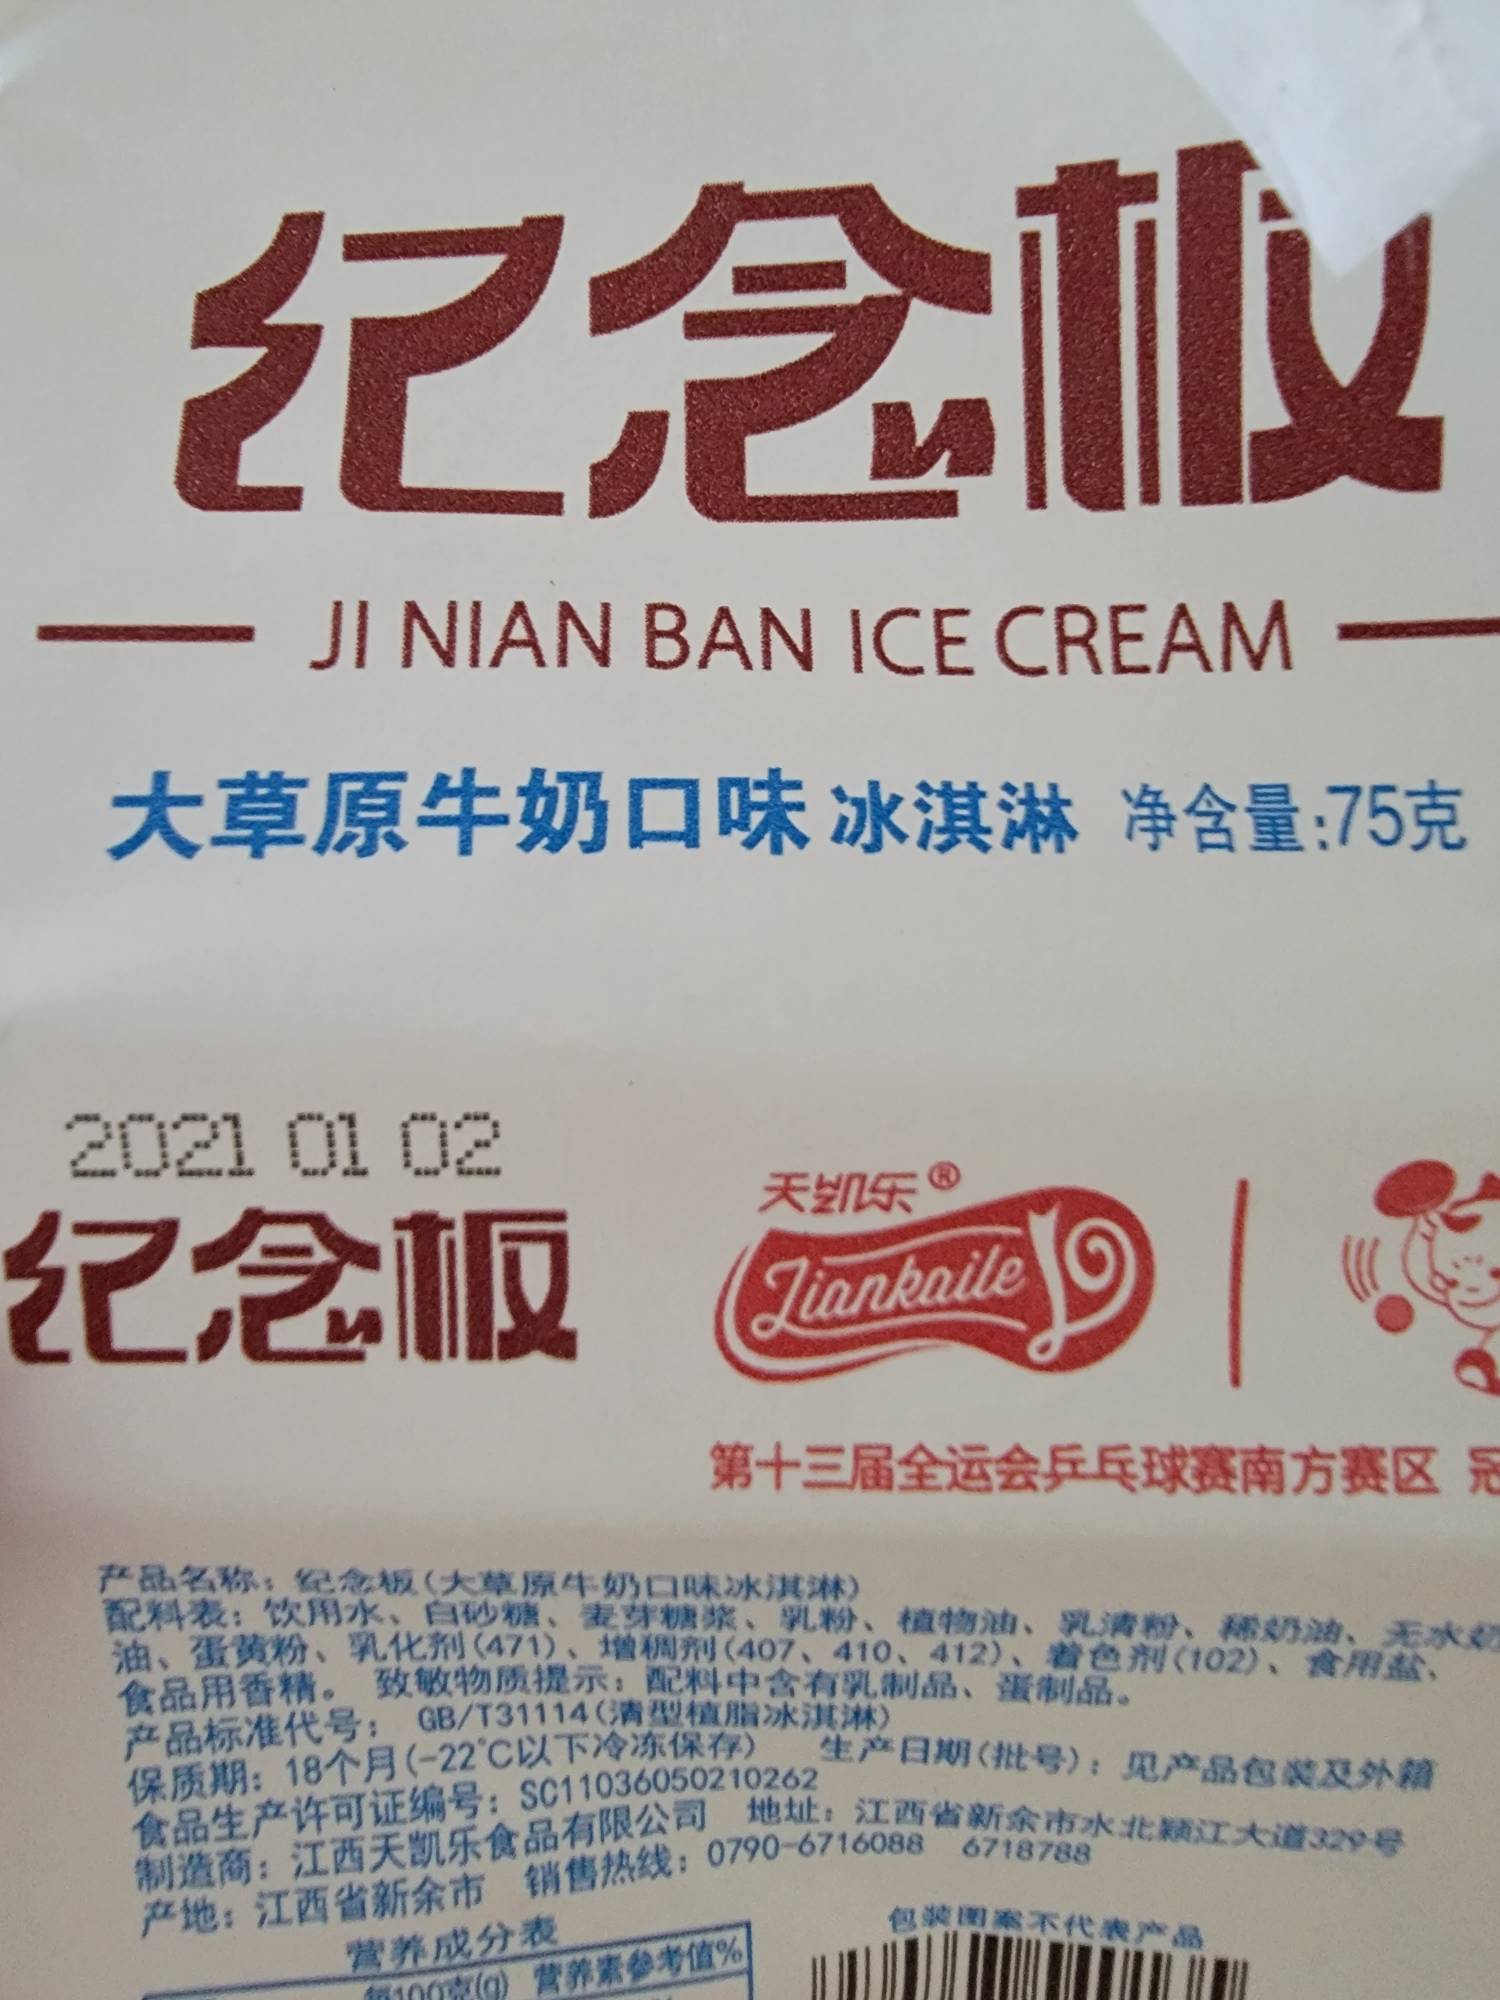 纪念板
JI NIAN BAN ICE CREAM
大草原牛奶口味冰淇淋 净含量:75克
2021 01 02
纪念板
天凯乐®
Tiankaile
第十三届全运会乒乓球赛南方赛区 冠
产品名称：纪念板(大草原牛奶口味冰淇淋)
配料表：饮用水、白砂糖、麦芽糖浆、乳粉、植物油、乳清粉、稀奶油、无水奶
油、蛋黄粉、乳化剂(471)、增稠剂(407、410、412)、着色剂(102)、食用盐、
食品用香精。 致敏物质提示：配料中含有乳制品、蛋制品。
产品标准代号： GB/T31114(清型植脂冰淇淋)
保质期：18个月(-22℃以下冷冻保存) 生产日期(批号)：见产品包装及外箱
食品生产许可证编号：SC11036050210262
制造商：江西天凯乐食品有限公司 地址：江西省新余市水北颖江大道329号
产地：江西省新余市 销售热线：0790-6716088 6718788
营养成分表
每100克(g) 营养素参考值%
包装图案不代表产品